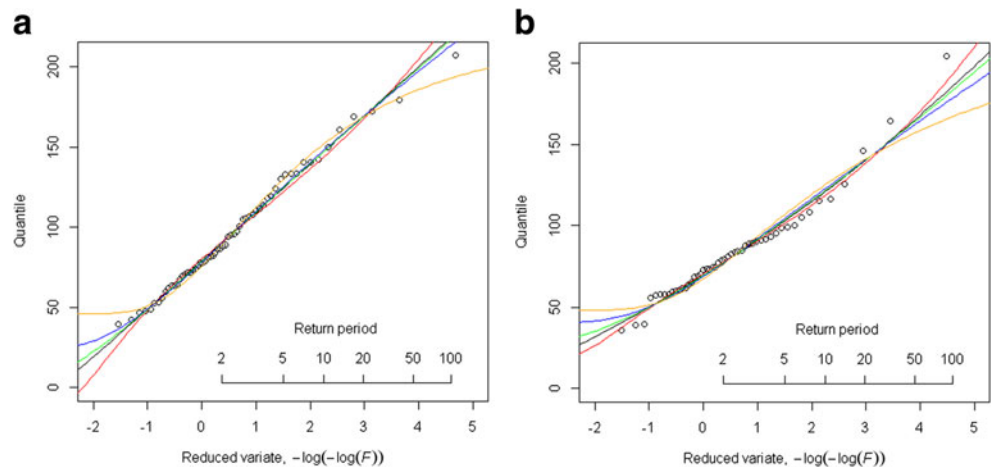 a
200
150
100
50
0
Quantile
Return period
2 5 10 20 50 100
-2 -1 0 1 2 3 4 5
Reduced variate, −log(−log(F))
b
200
150
100
50
0
Quantile
Return period
2 5 10 20 50 100
-2 -1 0 1 2 3 4 5
Reduced variate, −log(−log(F))